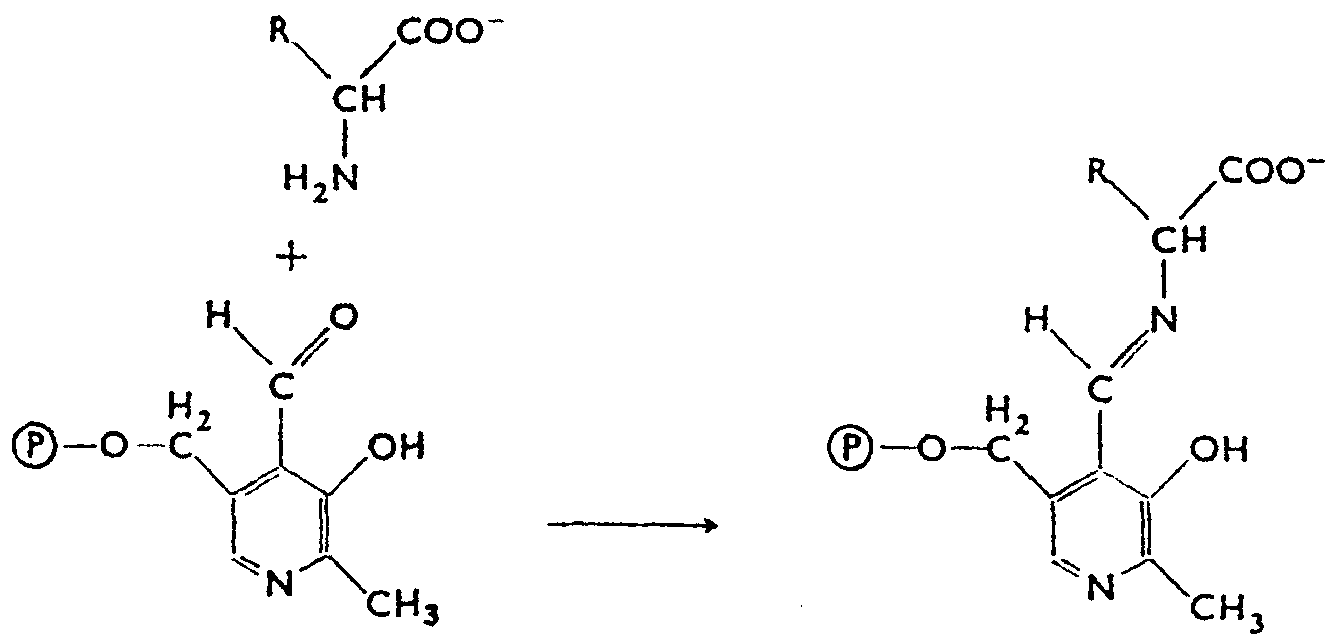 R COO⁻
CH
H₂N
+
H O
C
H₂
Ⓟ—O—C OH
N
CH₃
R COO⁻
CH
N
H
C
H₂
Ⓟ—O—C OH
N
CH₃